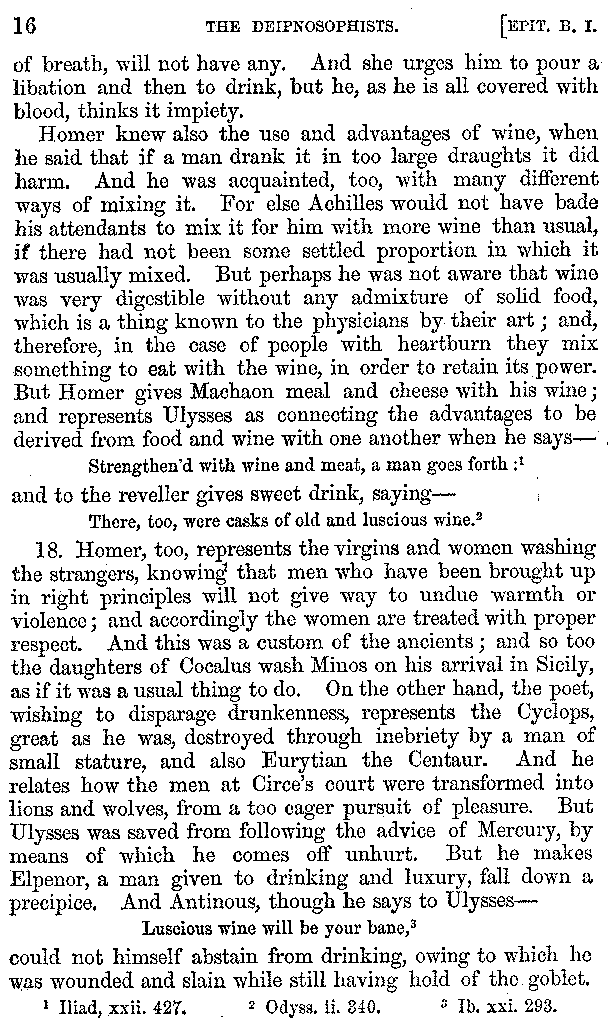 16 THE DEIPNOSOPHISTS. [EPIT. B. I.
of breath, will not have any. And she urges him to pour a
libation and then to drink, but he, as he is all covered with
blood, thinks it impiety.
Homer knew also the use and advantages of wine, when
he said that if a man drank it in too large draughts it did
harm. And he was acquainted, too, with many different
ways of mixing it. For else Achilles would not have bade
his attendants to mix it for him with more wine than usual,
if there had not been some settled proportion in which it
was usually mixed. But perhaps he was not aware that wine
was very digestible without any admixture of solid food,
which is a thing known to the physicians by their art; and,
therefore, in the case of people with heartburn they mix
something to eat with the wine, in order to retain its power.
But Homer gives Machaon meal and cheese with his wine;
and represents Ulysses as connecting the advantages to be
derived from food and wine with one another when he says—
Strengthen'd with wine and meat, a man goes forth:¹
and to the reveller gives sweet drink, saying—
There, too, were casks of old and luscious wine.²
18. Homer, too, represents the virgins and women washing
the strangers, knowing that men who have been brought up
in right principles will not give way to undue warmth or
violence; and accordingly the women are treated with proper
respect. And this was a custom of the ancients; and so too
the daughters of Cocalus wash Minos on his arrival in Sicily,
as if it was a usual thing to do. On the other hand, the poet,
wishing to disparage drunkenness, represents the Cyclops,
great as he was, destroyed through inebriety by a man of
small stature, and also Eurytian the Centaur. And he
relates how the men at Circe's court were transformed into
lions and wolves, from a too eager pursuit of pleasure. But
Ulysses was saved from following the advice of Mercury, by
means of which he comes off unhurt. But he makes
Elpenor, a man given to drinking and luxury, fall down a
precipice. And Antinous, though he says to Ulysses—
Luscious wine will be your bane,³
could not himself abstain from drinking, owing to which he
was wounded and slain while still having hold of the goblet.
¹ Iliad, xxii. 427. ² Odyss. ii. 340. ³ Ib. xxi. 293.